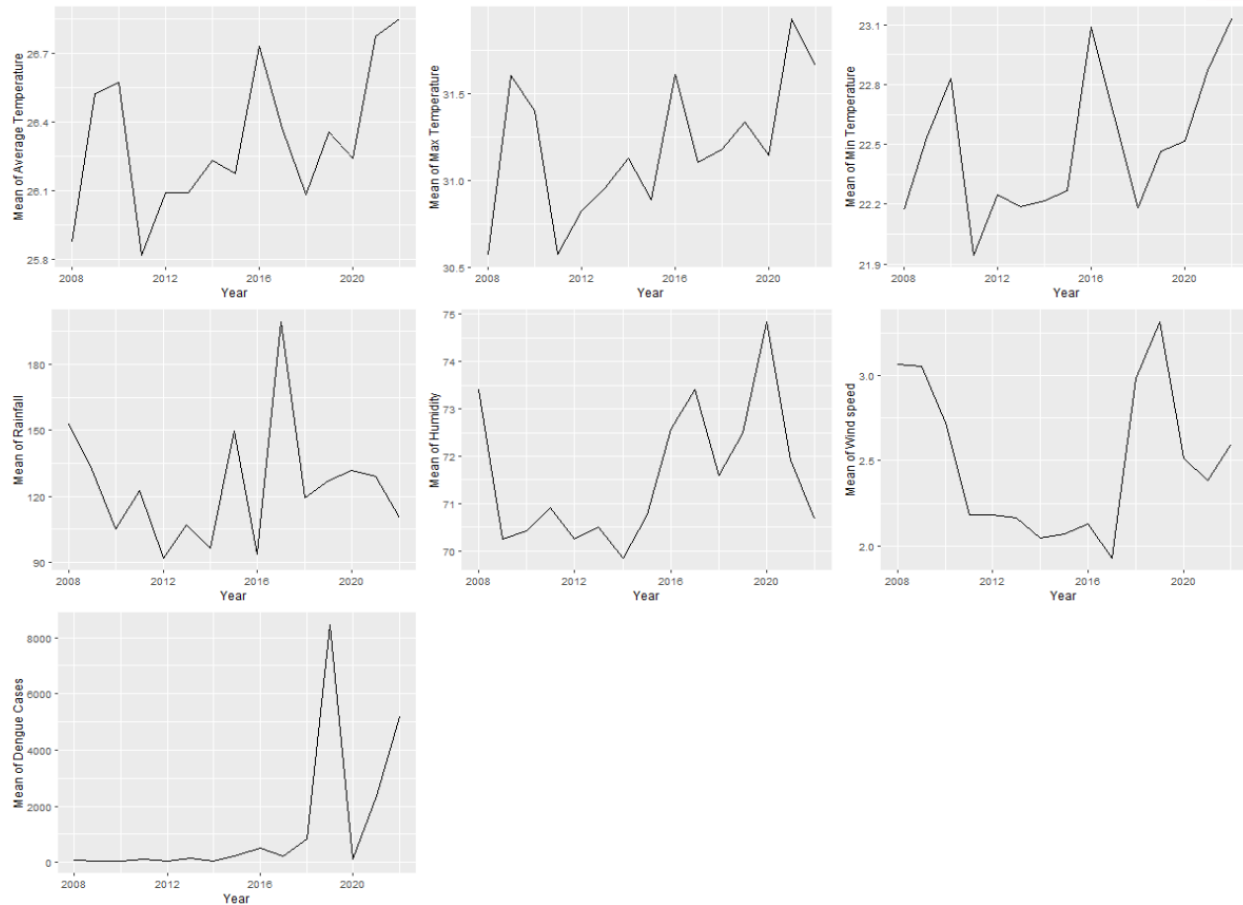 Mean of Average Temperature
26.7
26.4
26.1
25.8
2008 2012 2016 2020
Year
Mean of Max Temperature
31.5
31.0
30.5
2008 2012 2016 2020
Year
Mean of Min Temperature
23.1
22.8
22.5
22.2
21.9
2008 2012 2016 2020
Year
Mean of Rainfall
180
150
120
90
2008 2012 2016 2020
Year
Mean of Humidity
75
74
73
72
71
70
2008 2012 2016 2020
Year
Mean of Wind speed
3.0
2.5
2.0
2008 2012 2016 2020
Year
Mean of Dengue Cases
8000
6000
4000
2000
0
2008 2012 2016 2020
Year